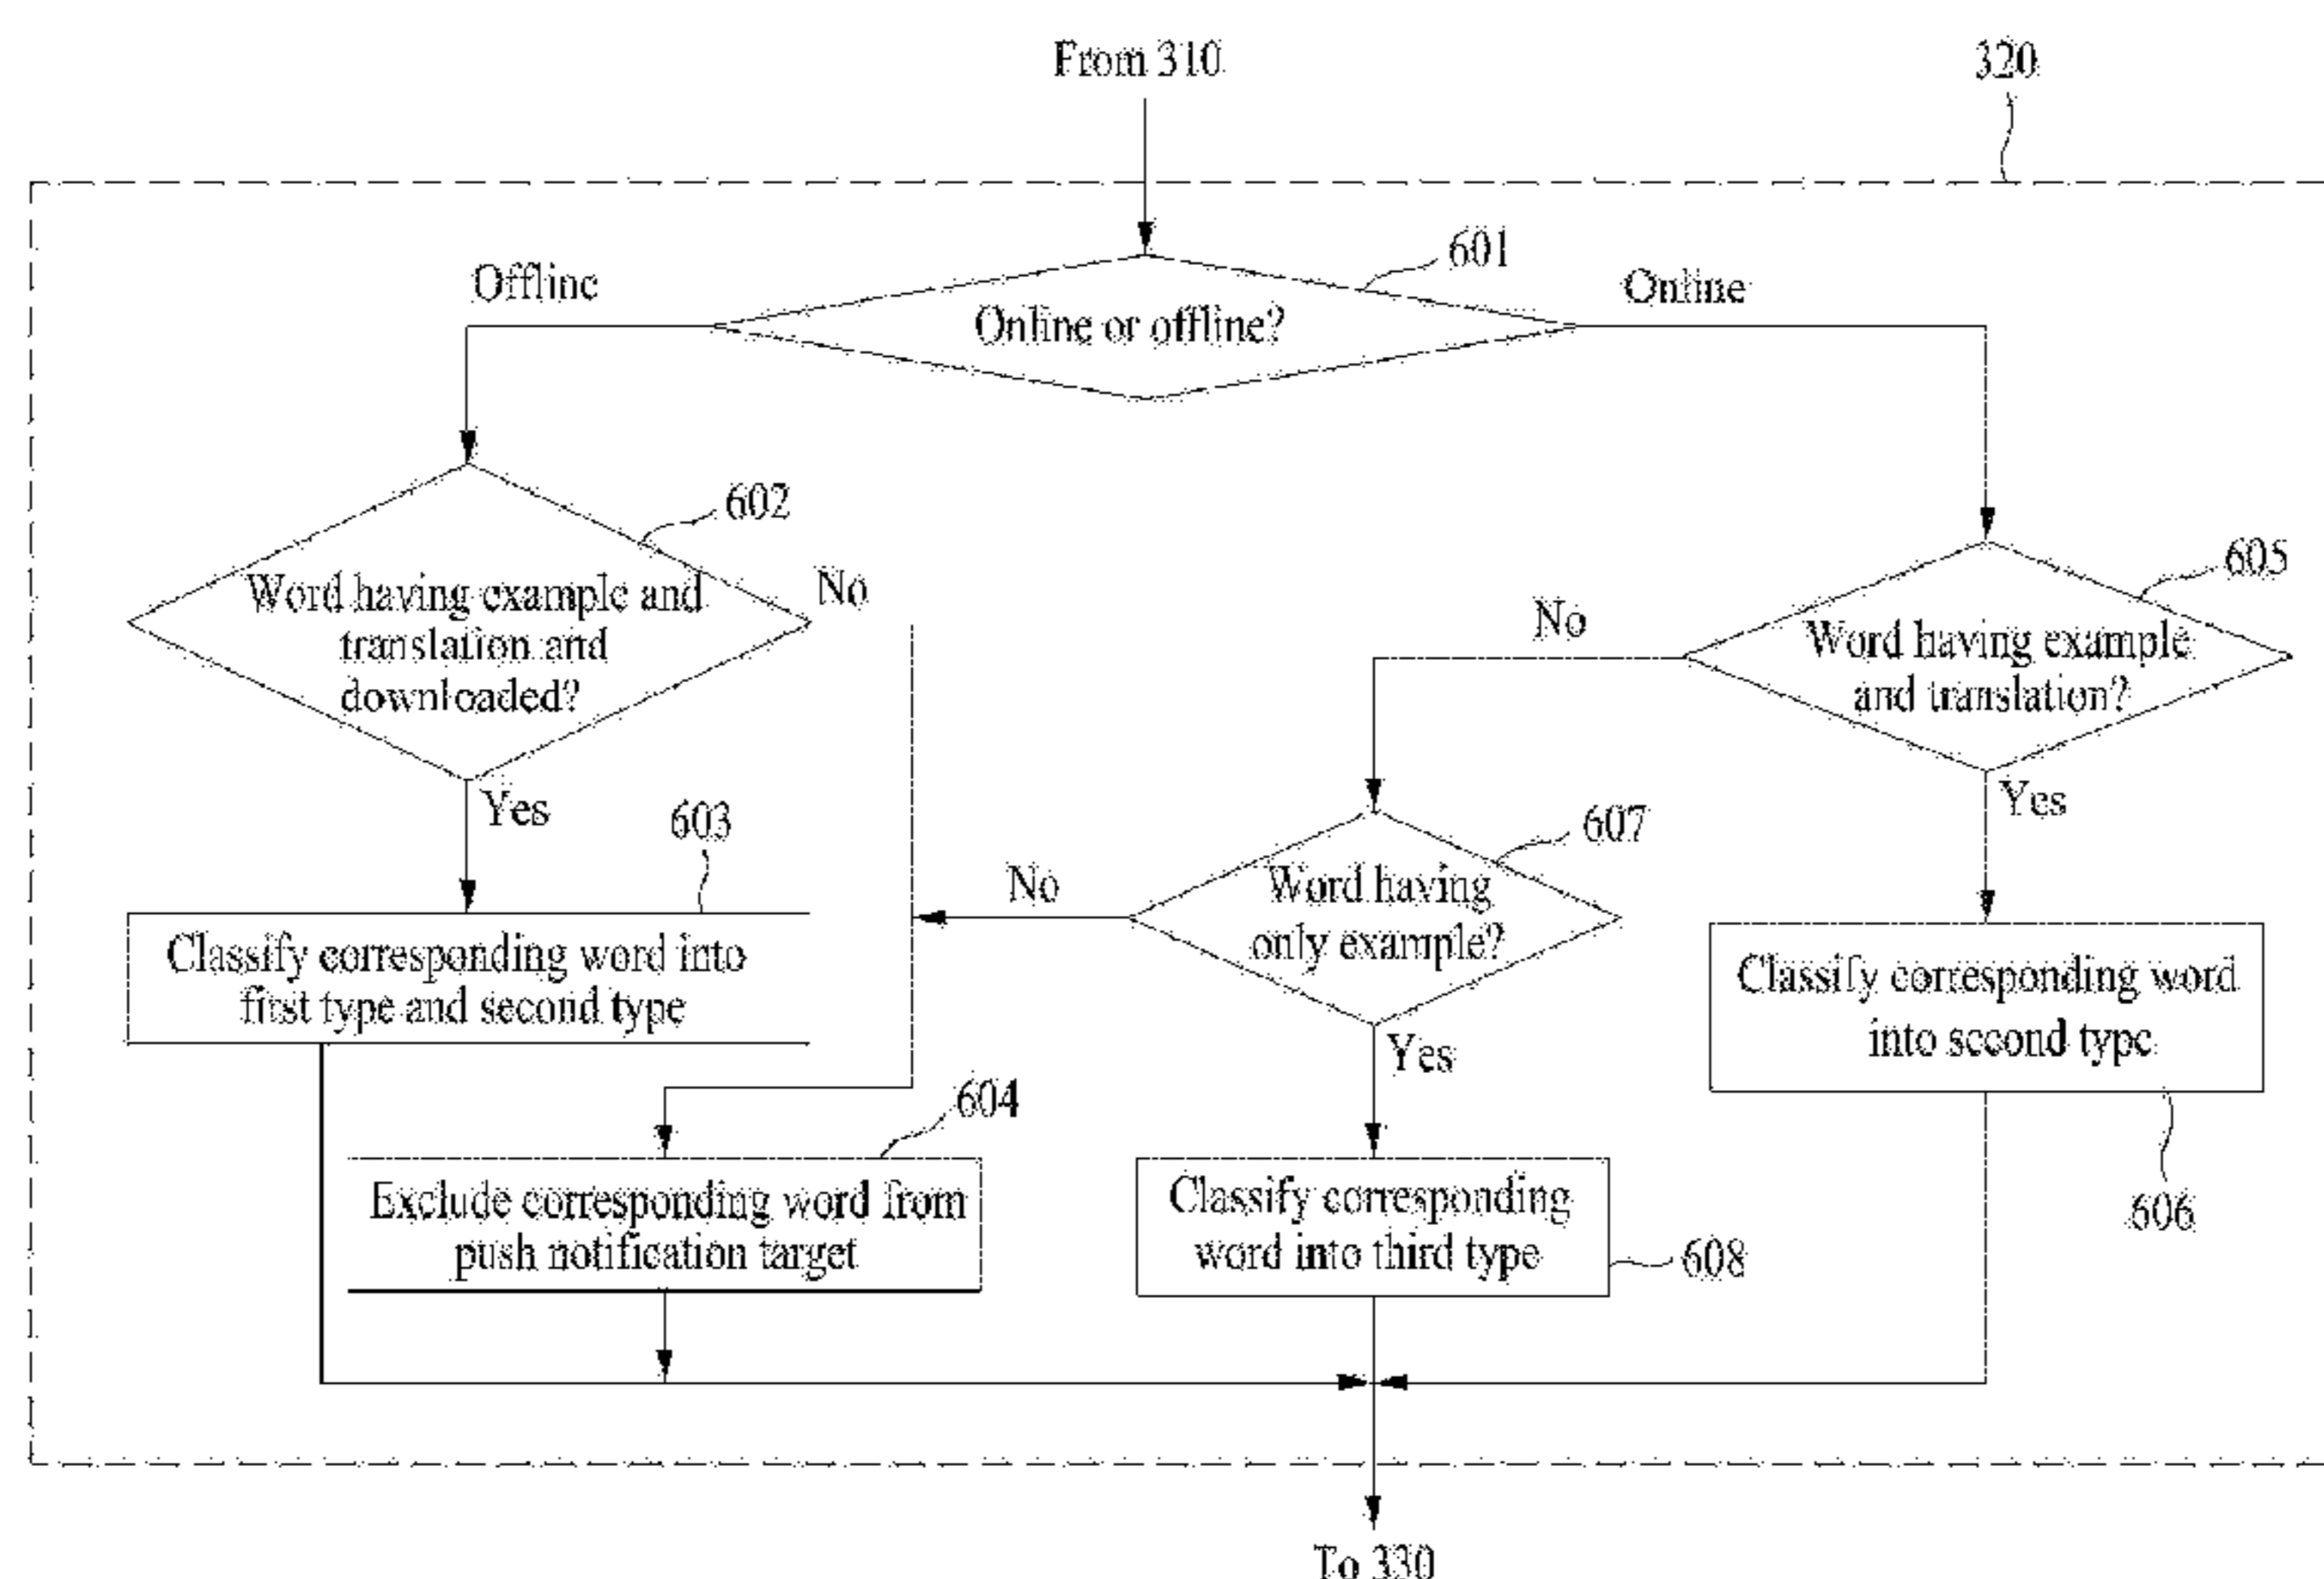 From 310
320
601
Offline
Online
Online or offline?
602
605
No
Word having example and
translation and
downloaded?
No
Word having example
and translation?
Yes
Yes
603
607
No
Word having
only example?
Classify corresponding word into
first type and second type
Classify corresponding word
into second type
Yes
604
Exclude corresponding word from
push notification target
Classify corresponding
word into third type
606
608
To 330